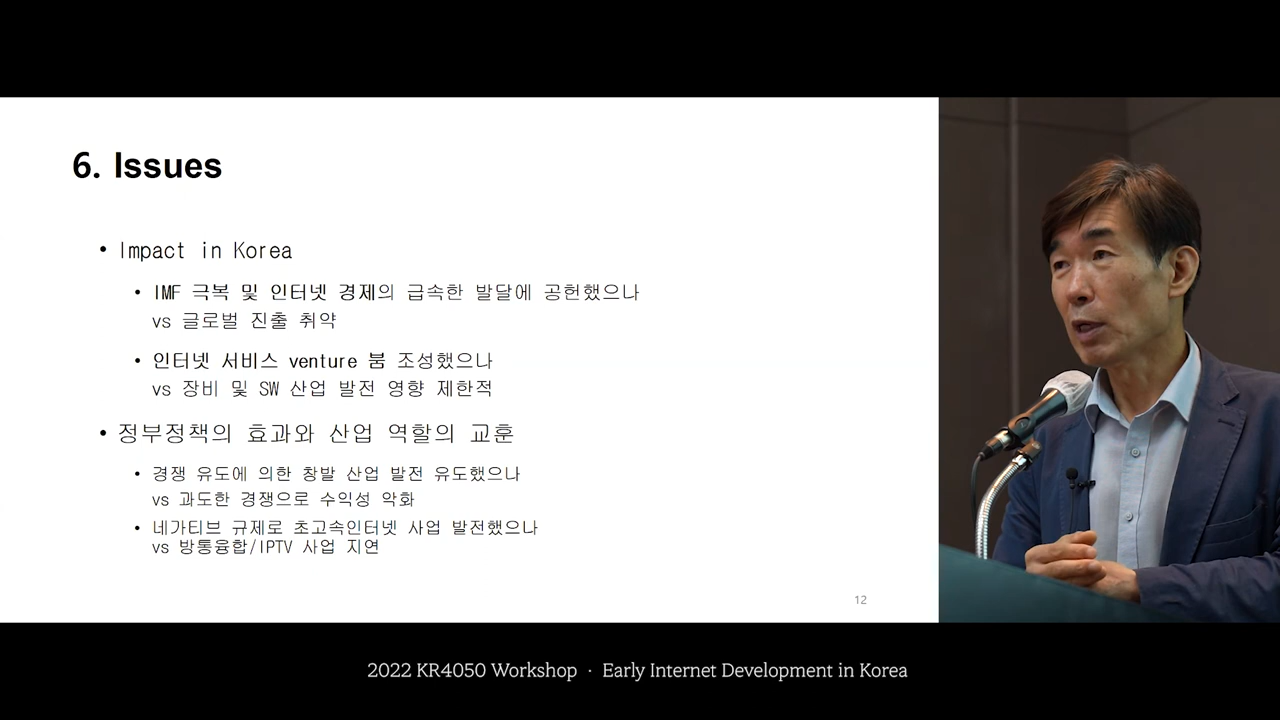 6. Issues
• Impact in Korea
• IMF 극복 및 인터넷 경제의 급속한 발달에 공헌했으나
vs 글로벌 진출 취약
• 인터넷 서비스 venture 붐 조성했으나
vs 장비 및 SW 산업 발전 영향 제한적
• 정부정책의 효과와 산업 역할의 교훈
• 경쟁 유도에 의한 창발 산업 발전 유도했으나
vs 과도한 경쟁으로 수익성 악화
• 네가티브 규제로 초고속인터넷 사업 발전했으나
vs 방통융합/IPTV 사업 지연
12
2022 KR4050 Workshop · Early Internet Development in Korea